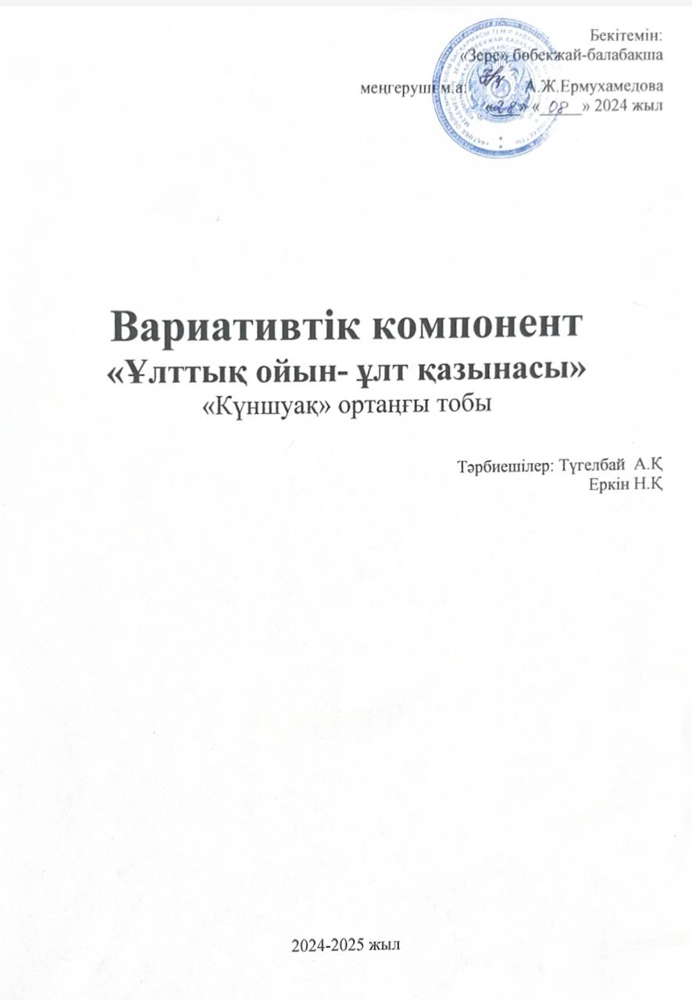 Бекітемін:
«Зере» бөбекжай-балабақша
меңгеруші м.а: А.Ж.Ермухамедова
«28» «08» 2024 жыл
Вариативтік компонент
«Ұлттық ойын- ұлт қазынасы»
«Күншуақ» ортаңғы тобы
Тәрбиешілер: Түгелбай А.Қ
Еркін Н.Қ
2024-2025 жыл